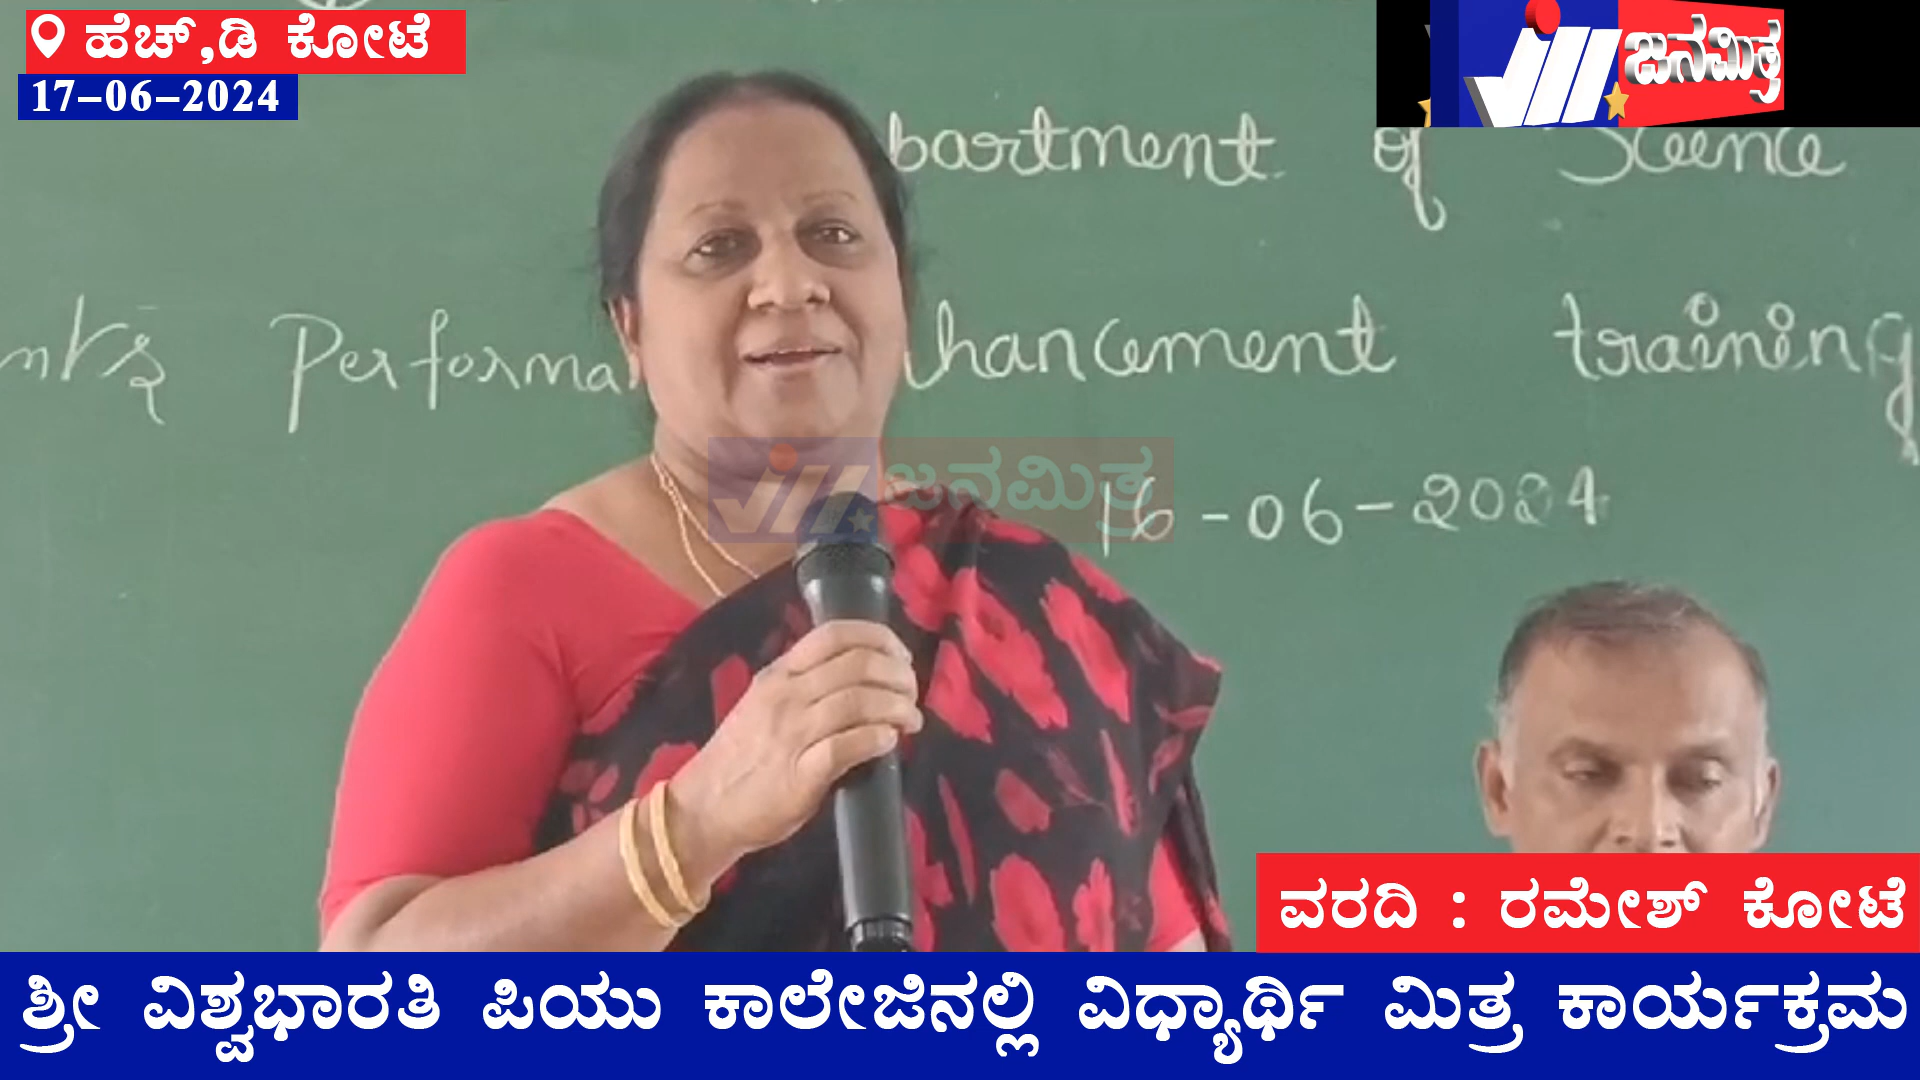 ಹೆಚ್,ಡಿ ಕೋಟೆ
17-06-2024
ಜನಮಿತ್ರ
of Science
Performa hancement training
ಜನಮಿತ್ರ
16-06-2024
ವರದಿ : ರಮೇಶ್ ಕೋಟೆ
ಶ್ರೀ ವಿಶ್ವಭಾರತಿ ಪಿಯು ಕಾಲೇಜಿನಲ್ಲಿ ವಿಧ್ಯಾರ್ಥಿ ಮಿತ್ರ ಕಾರ್ಯಕ್ರಮ